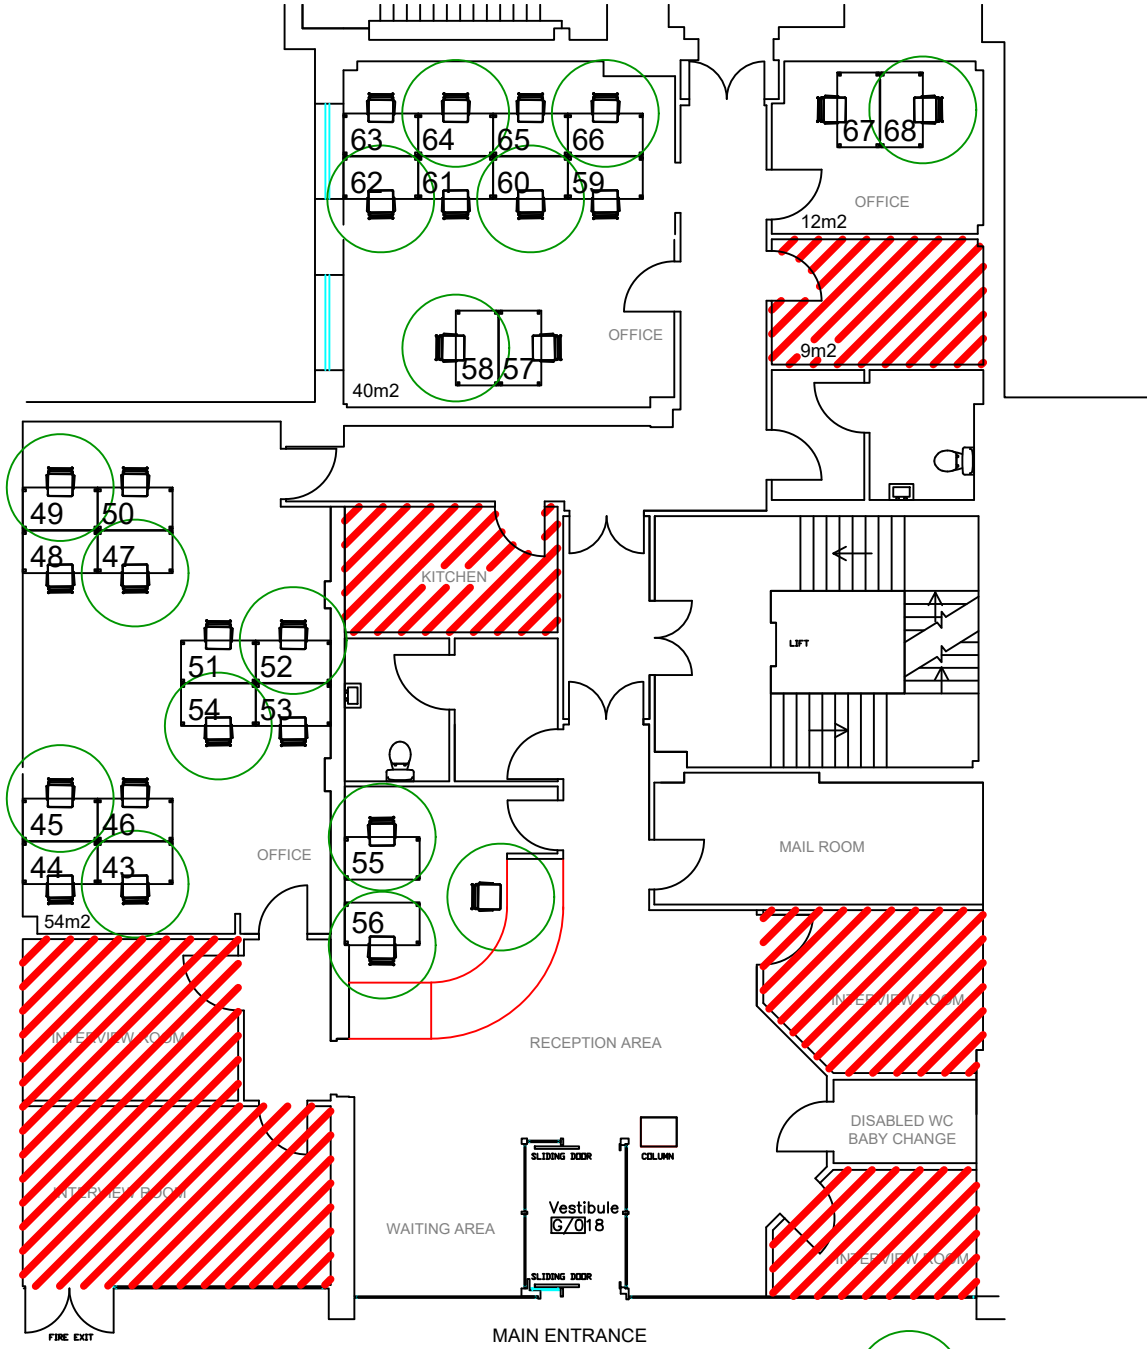 63 64 65 66
62 61 60 59
67 68
OFFICE
12m2
9m2
OFFICE
58 57
40m2
49 50
48 47
KITCHEN
51 52
54 53
LIFT
45 46
44 43
OFFICE
54m2
55
56
MAIL ROOM
INTERVIEW ROOM
INTERVIEW ROOM
RECEPTION AREA
DISABLED WC
BABY CHANGE
SLIDING DOOR
COLUMN
INTERVIEW ROOM
Vestibule
G/018
WAITING AREA
INTERVIEW ROOM
SLIDING DOOR
FIRE EXIT
MAIN ENTRANCE